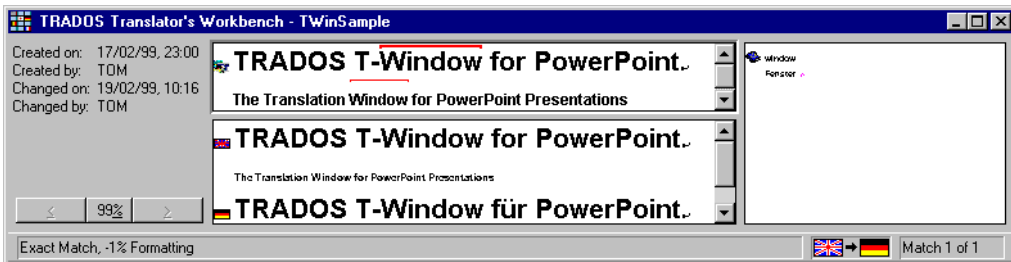 TRADOS Translator's Workbench - TWinSample
Created on: 17/02/99, 23:00
Created by: TOM
Changed on: 19/02/99, 10:16
Changed by: TOM
< 99% >
TRADOS T-Window for PowerPoint.
The Translation Window for PowerPoint Presentations
TRADOS T-Window for PowerPoint.
The Translation Window for PowerPoint Presentations
TRADOS T-Window für PowerPoint.
window
Fenster
Exact Match, -1% Formatting
Match 1 of 1